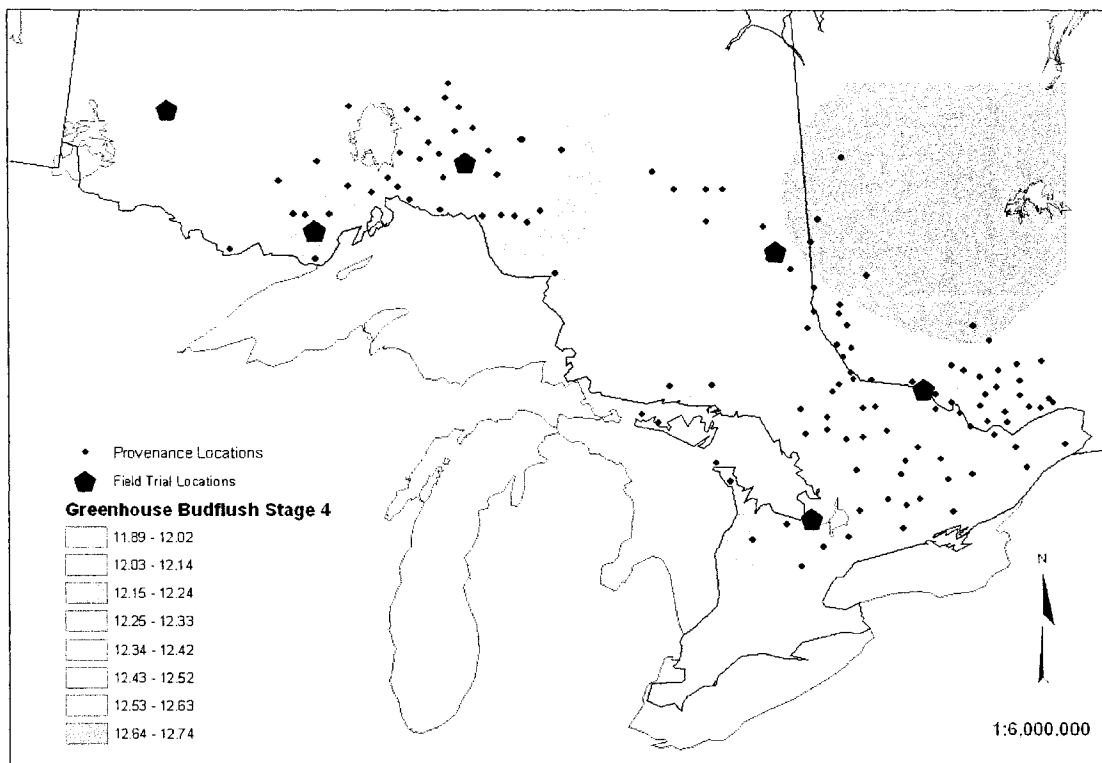 Provenance Locations
Field Trial Locations
Greenhouse Budflush Stage 4
11.89 - 12.02
12.03 - 12.14
12.15 - 12.24
12.25 - 12.33
12.34 - 12.42
12.43 - 12.52
12.53 - 12.63
12.64 - 12.74
N
1:6,000,000